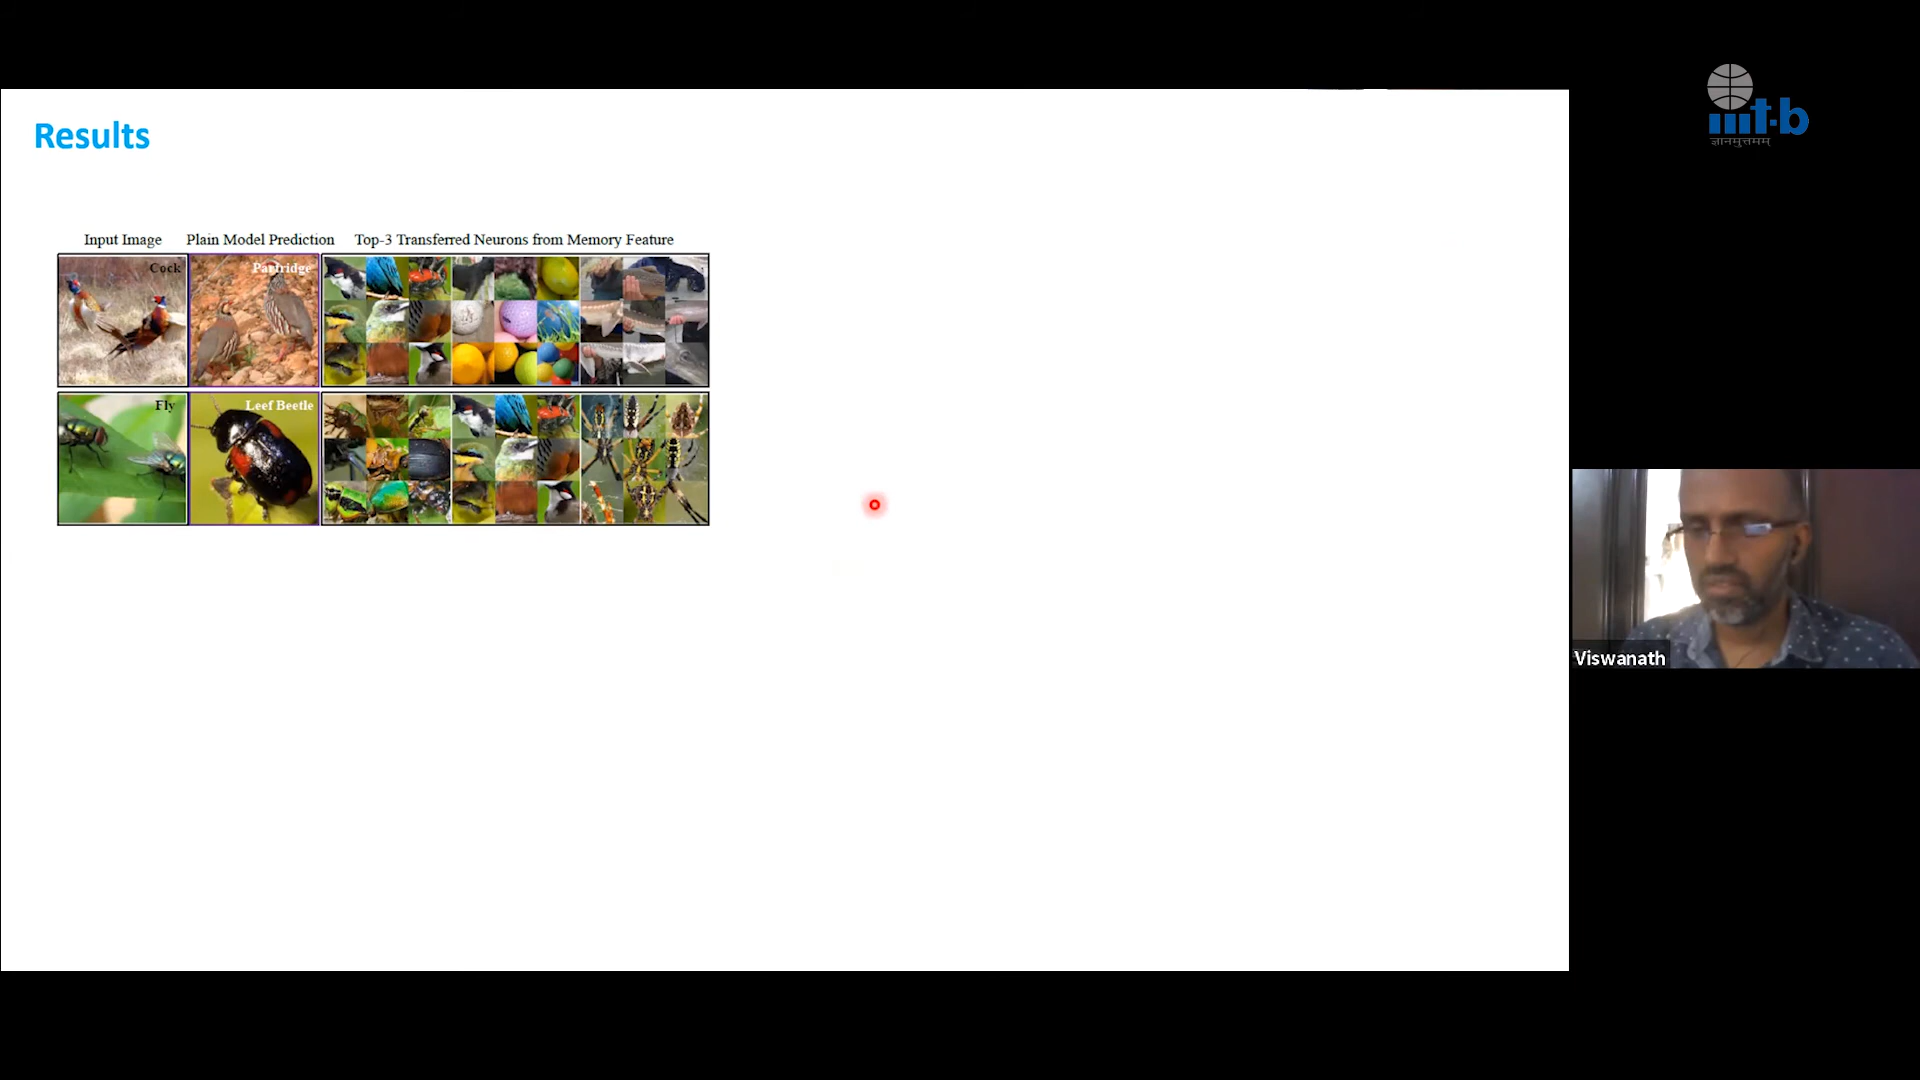 Results
Input Image Plain Model Prediction Top-3 Transferred Neurons from Memory Feature
Cock Partridge
Fly Leef Beetle
iiit-b
ज्ञानमुत्तमम्
Viswanath